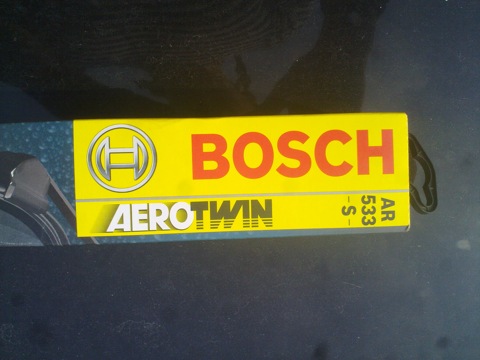 BOSCH
AEROTWIN
AR
533
-S-